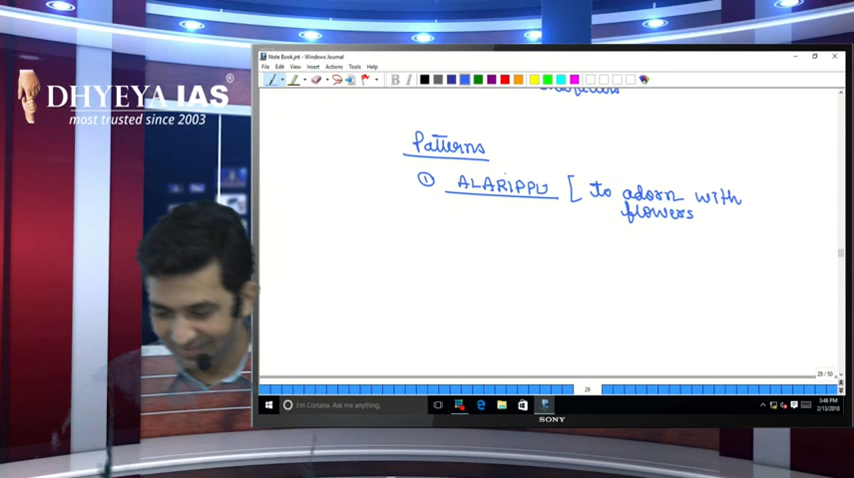 DHYEYA IAS®
most trusted since 2003
Note Book.jnt - Windows Journal
File Edit View Insert Actions Tools Help
B I
Patterns
① ALARIPPU [ to adorn with
flowers
29 / 50
29
I'm Cortana. Ask me anything.
3:46 PM
2/13/2018
SONY